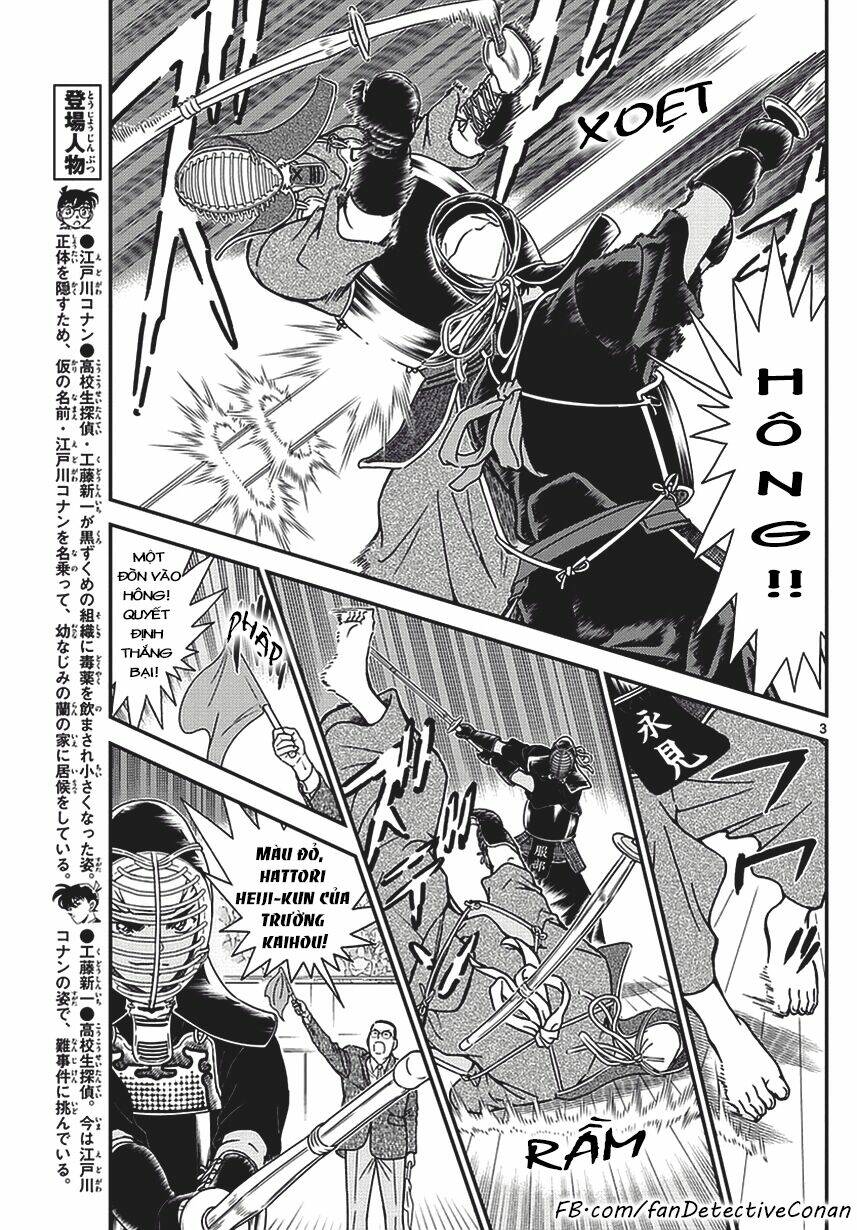 XOẸT
HÔNG!!
MỘT
ĐÒN VÀO
HÔNG! QUYẾT
ĐỊNH
THẮNG
BẠI!
PHẬP
永見
3
MÀU ĐỎ,
HATTORI
HEIJI-KUN CỦA
TRƯỜNG
KAIHOU!
RẦM
登場人物
●江戸川コナン●高校生探偵・工藤新一が黒ずくめの組織に毒薬を飲まされ小さくなった姿。
正体を隠すため、仮の名前・江戸川コナンを名乗って、幼なじみの蘭の家に居候をしている。
●工藤新一●高校生探偵。今は江戸川
コナンの姿で、難事件に挑んでいる。
FB.com/fanDetectiveConan